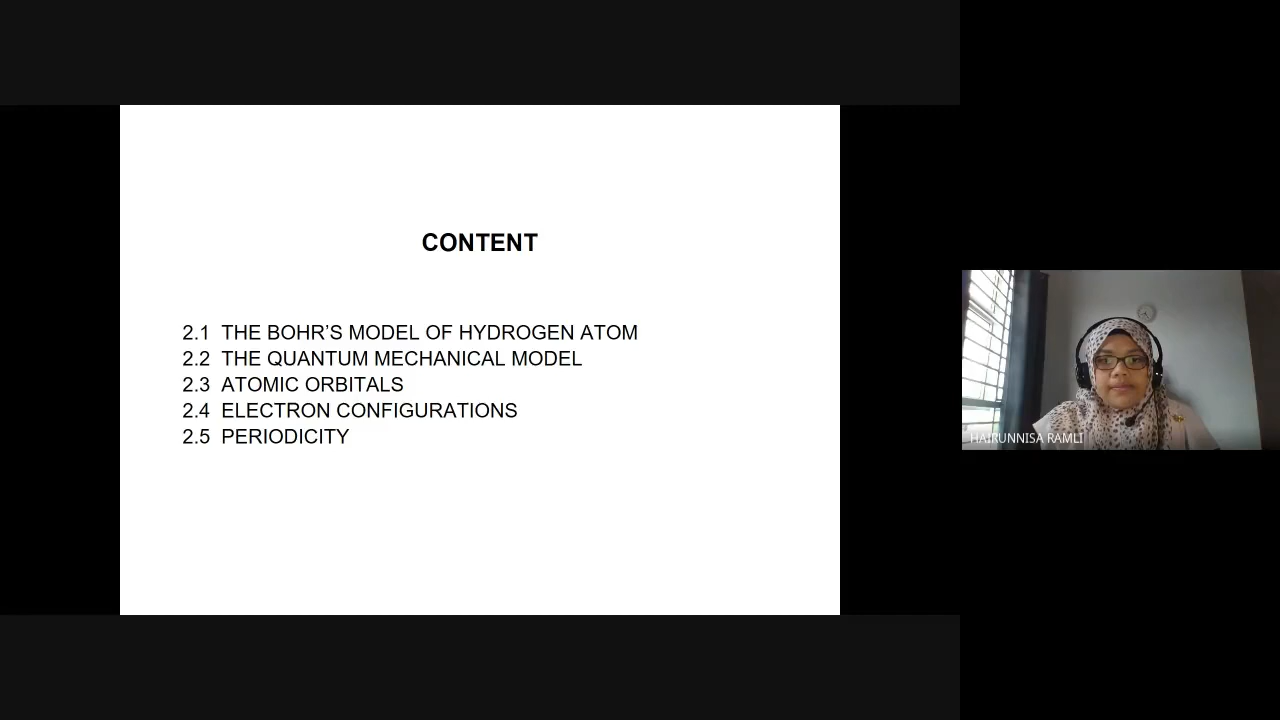 CONTENT
2.1 THE BOHR’S MODEL OF HYDROGEN ATOM
2.2 THE QUANTUM MECHANICAL MODEL
2.3 ATOMIC ORBITALS
2.4 ELECTRON CONFIGURATIONS
2.5 PERIODICITY
HAIRUNNISA RAMLI